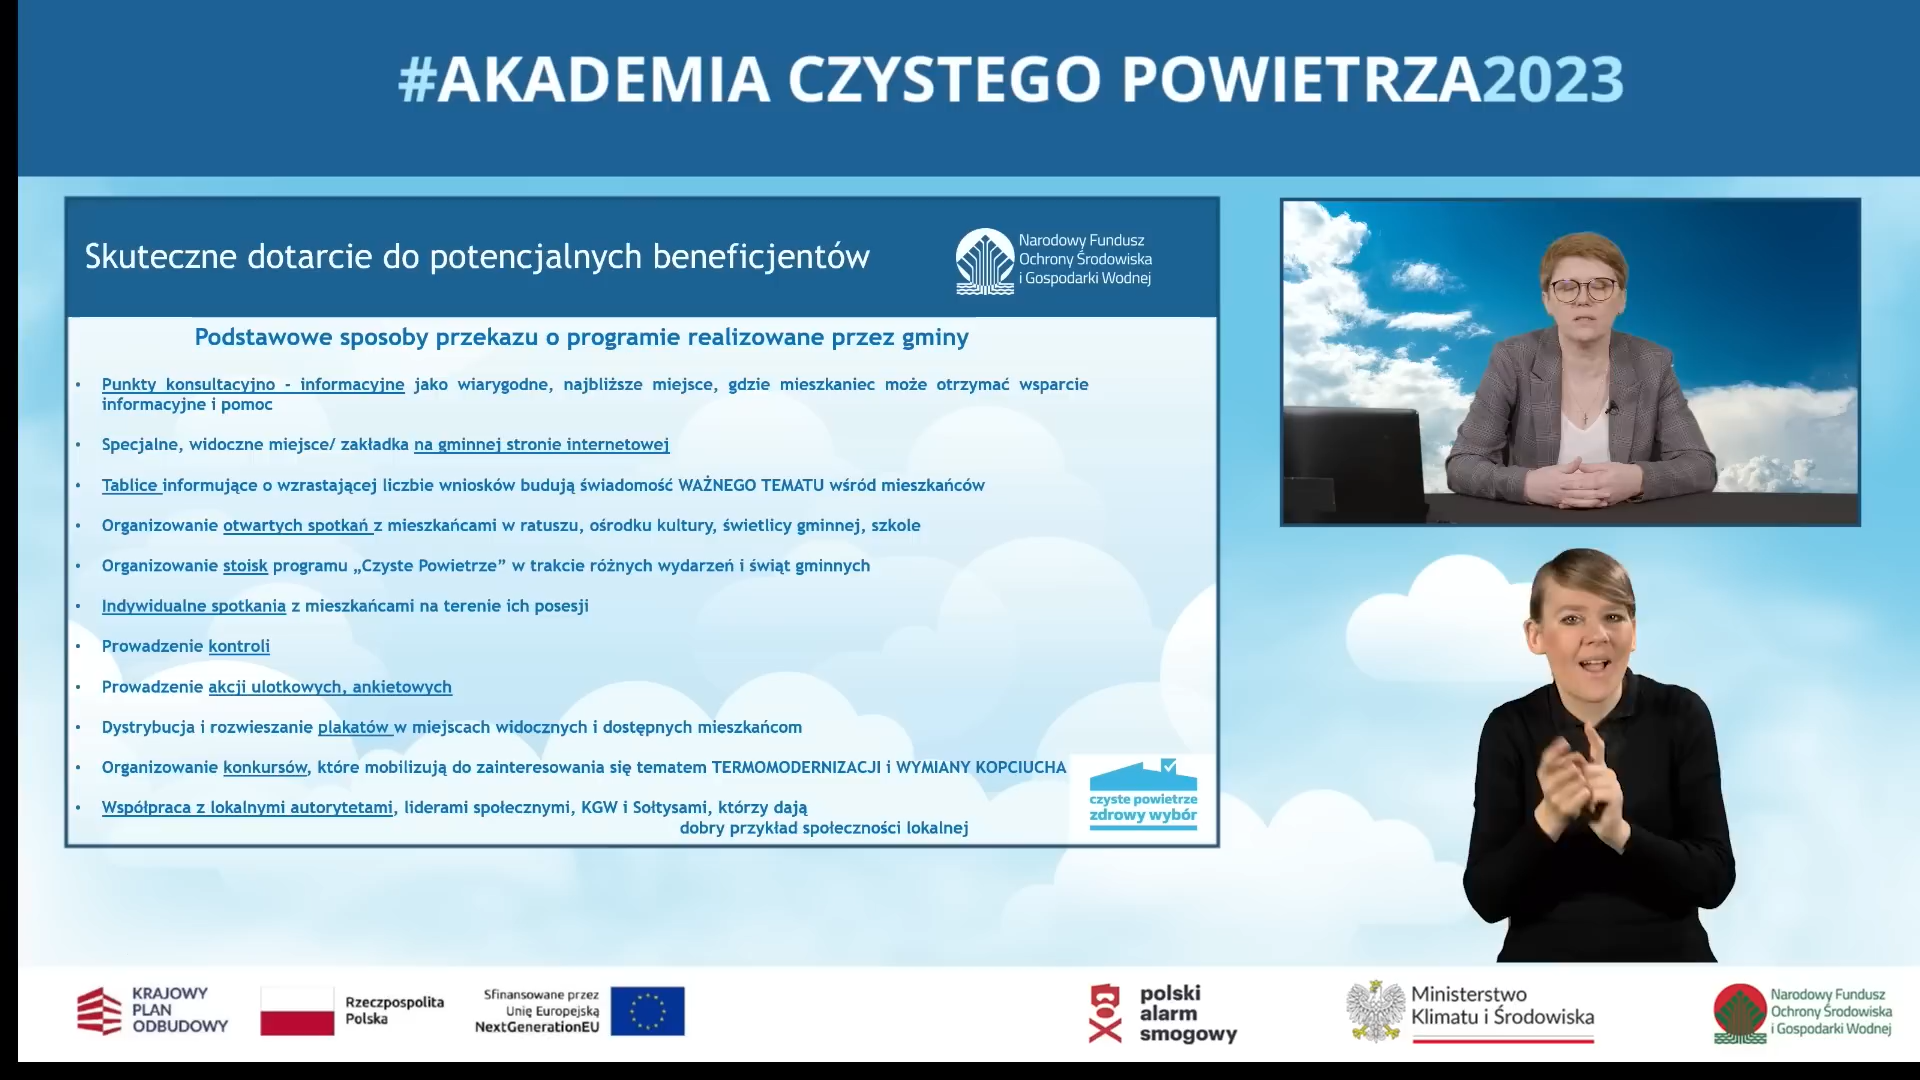 #AKADEMIA CZYSTEGO POWIETRZA2023
Skuteczne dotarcie do potencjalnych beneficjentów
Narodowy Fundusz
Ochrony Środowiska
i Gospodarki Wodnej
Podstawowe sposoby przekazu o programie realizowane przez gminy
• Punkty konsultacyjno - informacyjne jako wiarygodne, najbliższe miejsce, gdzie mieszkaniec może otrzymać wsparcie
informacyjne i pomoc
• Specjalne, widoczne miejsce/ zakładka na gminnej stronie internetowej
• Tablice informujące o wzrastającej liczbie wniosków budują świadomość WAŻNEGO TEMATU wśród mieszkańców
• Organizowanie otwartych spotkań z mieszkańcami w ratuszu, ośrodku kultury, świetlicy gminnej, szkole
• Organizowanie stoisk programu „Czyste Powietrze” w trakcie różnych wydarzeń i świąt gminnych
• Indywidualne spotkania z mieszkańcami na terenie ich posesji
• Prowadzenie kontroli
• Prowadzenie akcji ulotkowych, ankietowych
• Dystrybucja i rozwieszanie plakatów w miejscach widocznych i dostępnych mieszkańcom
• Organizowanie konkursów, które mobilizują do zainteresowania się tematem TERMOMODERNIZACJI i WYMIANY KOPCIUCHA
• Współpraca z lokalnymi autorytetami, liderami społecznymi, KGW i Sołtysami, którzy dają
dobry przykład społeczności lokalnej
czyste powietrze
zdrowy wybór
KRAJOWY
PLAN
ODBUDOWY
Rzeczpospolita
Polska
Sfinansowane przez
Unię Europejską
NextGenerationEU
polski
alarm
smogowy
Ministerstwo
Klimatu i Środowiska
Narodowy Fundusz
Ochrony Środowiska
i Gospodarki Wodnej